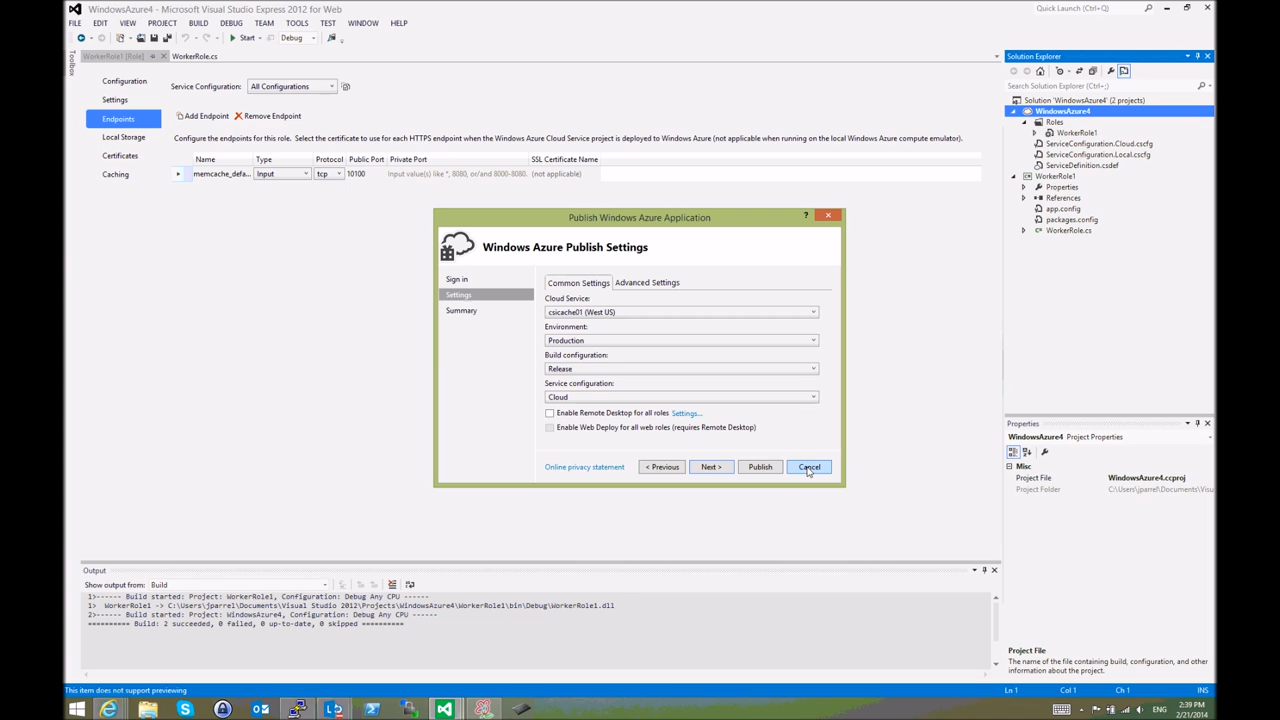 WindowsAzure4 - Microsoft Visual Studio Express 2012 for Web
Quick Launch (Ctrl+Q)
FILE EDIT VIEW PROJECT BUILD DEBUG TEAM TOOLS TEST WINDOW HELP
Start Debug
WorkerRole1 [Role] WorkerRole.cs
Toolbox
Configuration
Settings
Endpoints
Local Storage
Certificates
Caching
Service Configuration: All Configurations
Add Endpoint Remove Endpoint
Configure the endpoints for this role. Select the certificate to use for each HTTPS endpoint when the Windows Azure Cloud Service project is deployed to Windows Azure (not applicable when running on the local Windows Azure compute emulator).
Name Type Protocol Public Port Private Port SSL Certificate Name
memcache_defa... Input tcp 10100 Input value(s) like *, 8080, or/and 8000-8080. (not applicable)
Publish Windows Azure Application
?
Windows Azure Publish Settings
Sign in
Settings
Summary
Common Settings Advanced Settings
Cloud Service:
csicache01 (West US)
Environment:
Production
Build configuration:
Release
Service configuration:
Cloud
Enable Remote Desktop for all roles Settings...
Enable Web Deploy for all web roles (requires Remote Desktop)
Online privacy statement < Previous Next > Publish Cancel
Solution Explorer
Search Solution Explorer (Ctrl+;)
Solution 'WindowsAzure4' (2 projects)
WindowsAzure4
Roles
WorkerRole1
ServiceConfiguration.Cloud.cscfg
ServiceConfiguration.Local.cscfg
ServiceDefinition.csdef
WorkerRole1
Properties
References
app.config
packages.config
WorkerRole.cs
Properties
WindowsAzure4 Project Properties
Misc
Project File WindowsAzure4.ccproj
Project Folder C:\Users\jparrel\Documents\Visu
Project File
The name of the file containing build, configuration, and other information about the project.
Output
Show output from: Build
1>------ Build started: Project: WorkerRole1, Configuration: Debug Any CPU ------
1> WorkerRole1 -> C:\Users\jparrel\Documents\Visual Studio 2012\Projects\WindowsAzure4\WorkerRole1\bin\Debug\WorkerRole1.dll
2>------ Build started: Project: WindowsAzure4, Configuration: Debug Any CPU ------
========== Build: 2 succeeded, 0 failed, 0 up-to-date, 0 skipped ==========
This item does not support previewing Ln 1 Col 1 Ch 1 INS
ENG 2:39 PM
2/21/2014